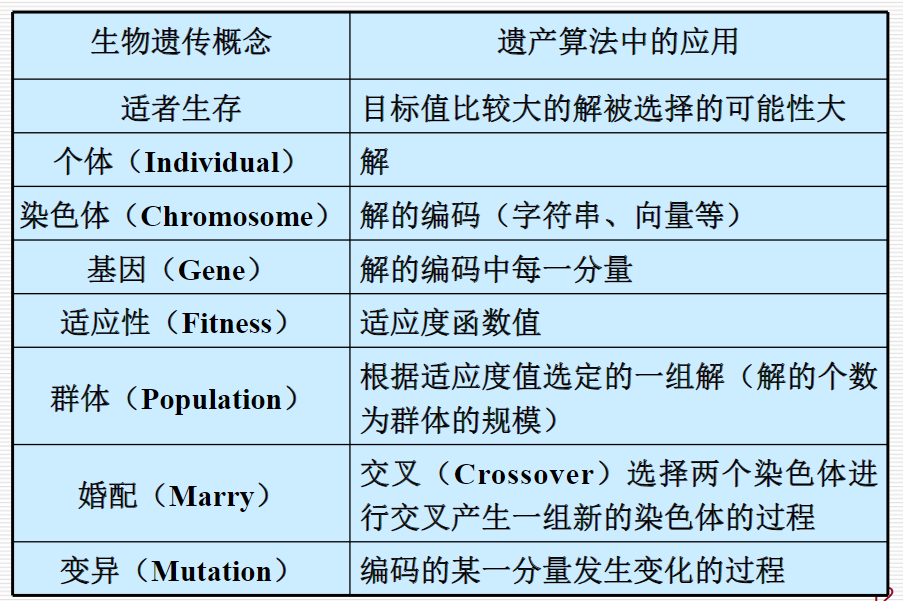 生物遗传概念
遗产算法中的应用
适者生存
目标值比较大的解被选择的可能性大
个体（Individual）
解
染色体（Chromosome）
解的编码（字符串、向量等）
基因（Gene）
解的编码中每一分量
适应性（Fitness）
适应度函数值
群体（Population）
根据适应度值选定的一组解（解的个数
为群体的规模）
婚配（Marry）
交叉（Crossover）选择两个染色体进
行交叉产生一组新的染色体的过程
变异（Mutation）
编码的某一分量发生变化的过程